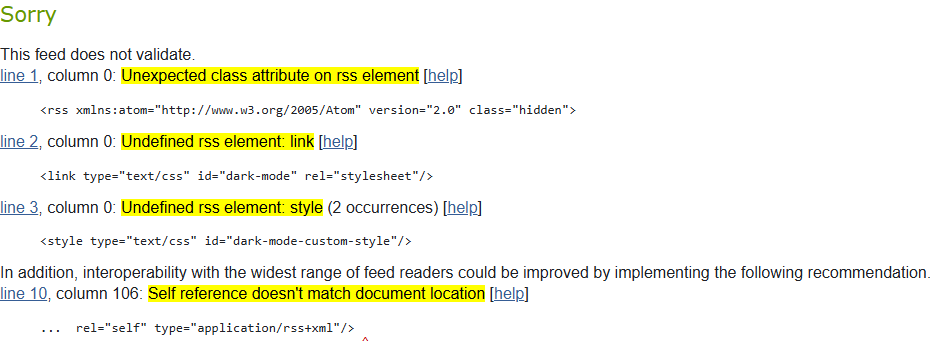 Sorry
This feed does not validate.
line 1, column 0: Unexpected class attribute on rss element [help]
<rss xmlns:atom="http://www.w3.org/2005/Atom" version="2.0" class="hidden">
line 2, column 0: Undefined rss element: link [help]
<link type="text/css" id="dark-mode" rel="stylesheet"/>
line 3, column 0: Undefined rss element: style (2 occurrences) [help]
<style type="text/css" id="dark-mode-custom-style"/>
In addition, interoperability with the widest range of feed readers could be improved by implementing the following recommendation.
line 10, column 106: Self reference doesn't match document location [help]
... rel="self" type="application/rss+xml"/>
^